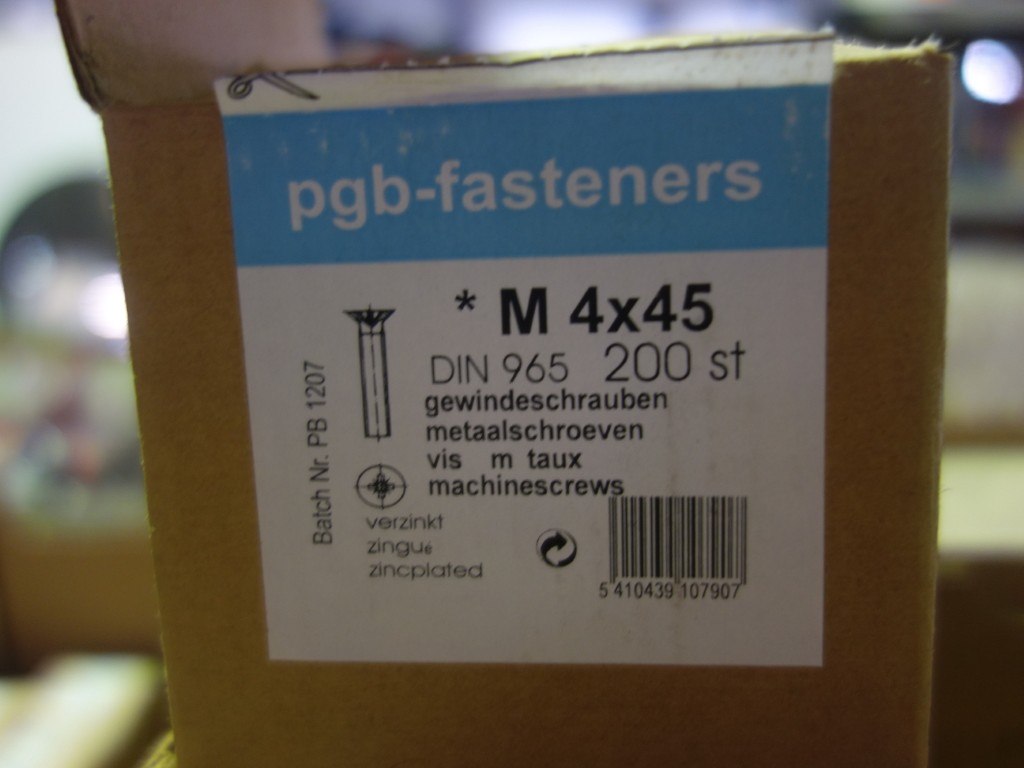 pgb-fasteners
* M 4x45
DIN 965 200 st
gewindeschrauben
metaalschroeven
vis m taux
machinescrews
Batch Nr. PB 1207
verzinkt
zingué
zincplated
5 410439 107907